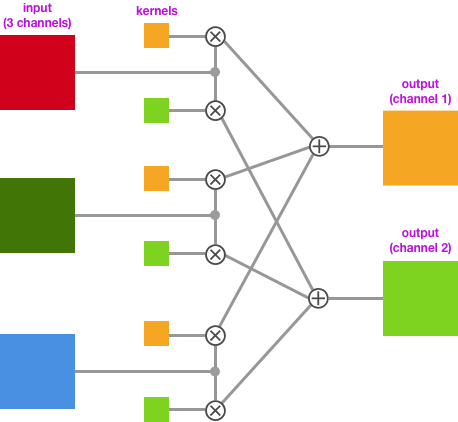 input
(3 channels)
kernels
output
(channel 1)
output
(channel 2)